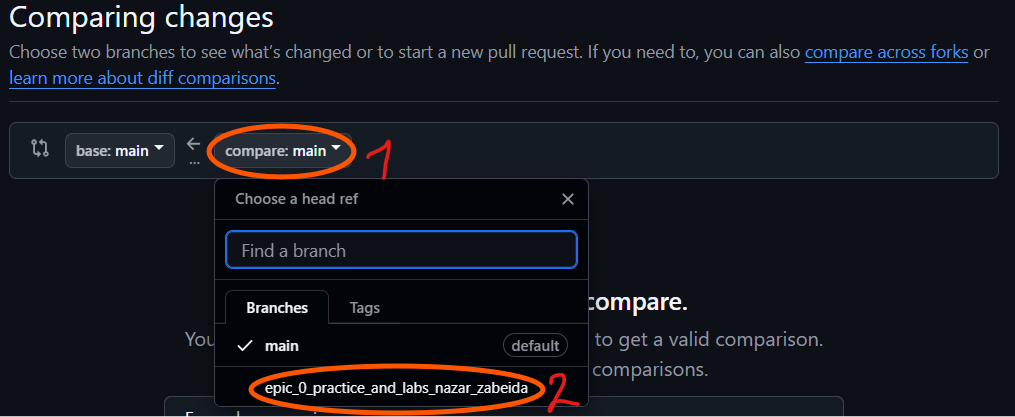 Comparing changes
Choose two branches to see what's changed or to start a new pull request. If you need to, you can also compare across forks or
learn more about diff comparisons.
base: main
...
compare: main
1
Choose a head ref
Find a branch
compare.
Branches Tags
You to get a valid comparison.
main default
comparisons.
epic_0_practice_and_labs_nazar_zabeida
2